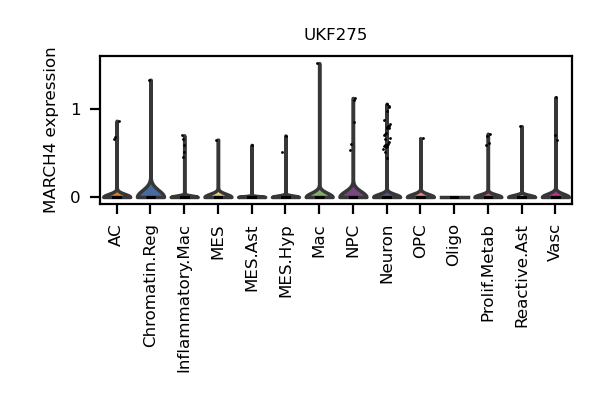 UKF275
MARCH4 expression
1
0
AC
Chromatin.Reg
Inflammatory.Mac
MES
MES.Ast
MES.Hyp
Mac
NPC
Neuron
OPC
Oligo
Prolif.Metab
Reactive.Ast
Vasc